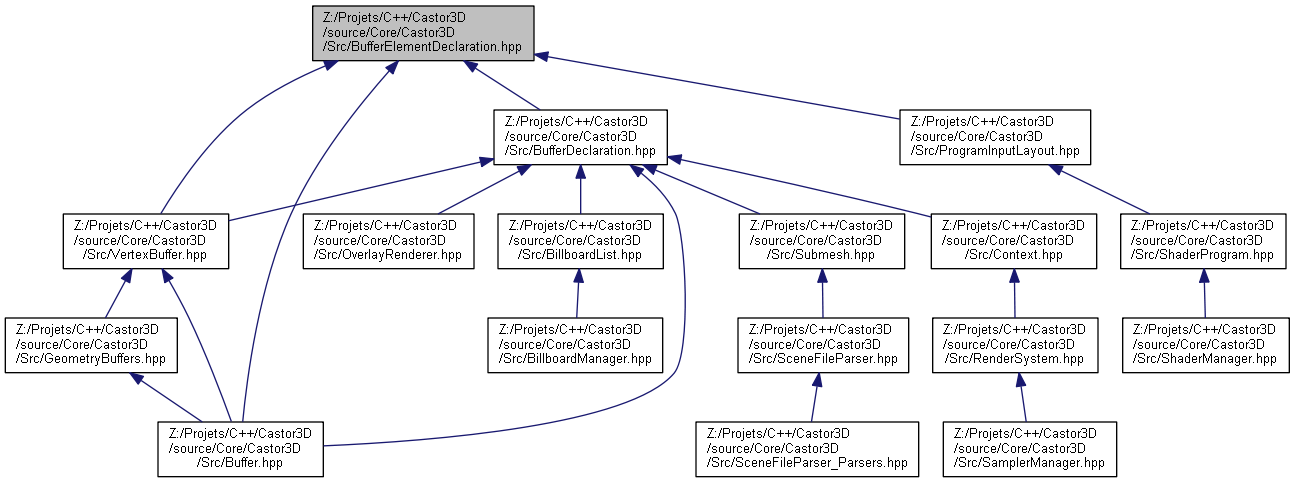 Z:/Projets/C++/Castor3D
/source/Core/Castor3D
/Src/BufferElementDeclaration.hpp
Z:/Projets/C++/Castor3D
/source/Core/Castor3D
/Src/BufferDeclaration.hpp
Z:/Projets/C++/Castor3D
/source/Core/Castor3D
/Src/ProgramInputLayout.hpp
Z:/Projets/C++/Castor3D
/source/Core/Castor3D
/Src/VertexBuffer.hpp
Z:/Projets/C++/Castor3D
/source/Core/Castor3D
/Src/OverlayRenderer.hpp
Z:/Projets/C++/Castor3D
/source/Core/Castor3D
/Src/BillboardList.hpp
Z:/Projets/C++/Castor3D
/source/Core/Castor3D
/Src/Submesh.hpp
Z:/Projets/C++/Castor3D
/source/Core/Castor3D
/Src/Context.hpp
Z:/Projets/C++/Castor3D
/source/Core/Castor3D
/Src/ShaderProgram.hpp
Z:/Projets/C++/Castor3D
/source/Core/Castor3D
/Src/GeometryBuffers.hpp
Z:/Projets/C++/Castor3D
/source/Core/Castor3D
/Src/BillboardManager.hpp
Z:/Projets/C++/Castor3D
/source/Core/Castor3D
/Src/SceneFileParser.hpp
Z:/Projets/C++/Castor3D
/source/Core/Castor3D
/Src/RenderSystem.hpp
Z:/Projets/C++/Castor3D
/source/Core/Castor3D
/Src/ShaderManager.hpp
Z:/Projets/C++/Castor3D
/source/Core/Castor3D
/Src/Buffer.hpp
Z:/Projets/C++/Castor3D
/source/Core/Castor3D
/Src/SceneFileParser_Parsers.hpp
Z:/Projets/C++/Castor3D
/source/Core/Castor3D
/Src/SamplerManager.hpp